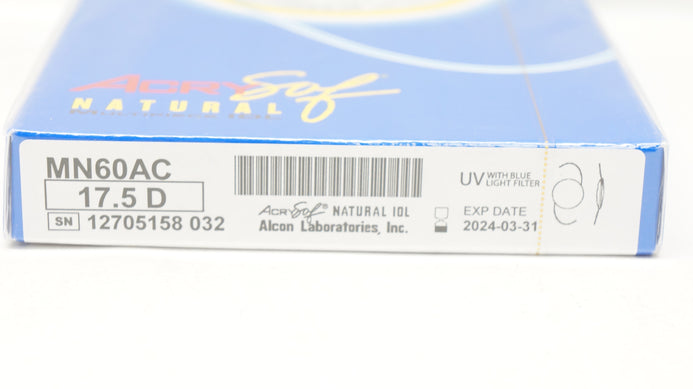 ACRYSof
NATURAL
MN60AC
17.5 D
SN 12705158 032
ACRYSof NATURAL IOL
Alcon Laboratories, Inc.
UV WITH BLUE
LIGHT FILTER
EXP DATE
2024-03-31